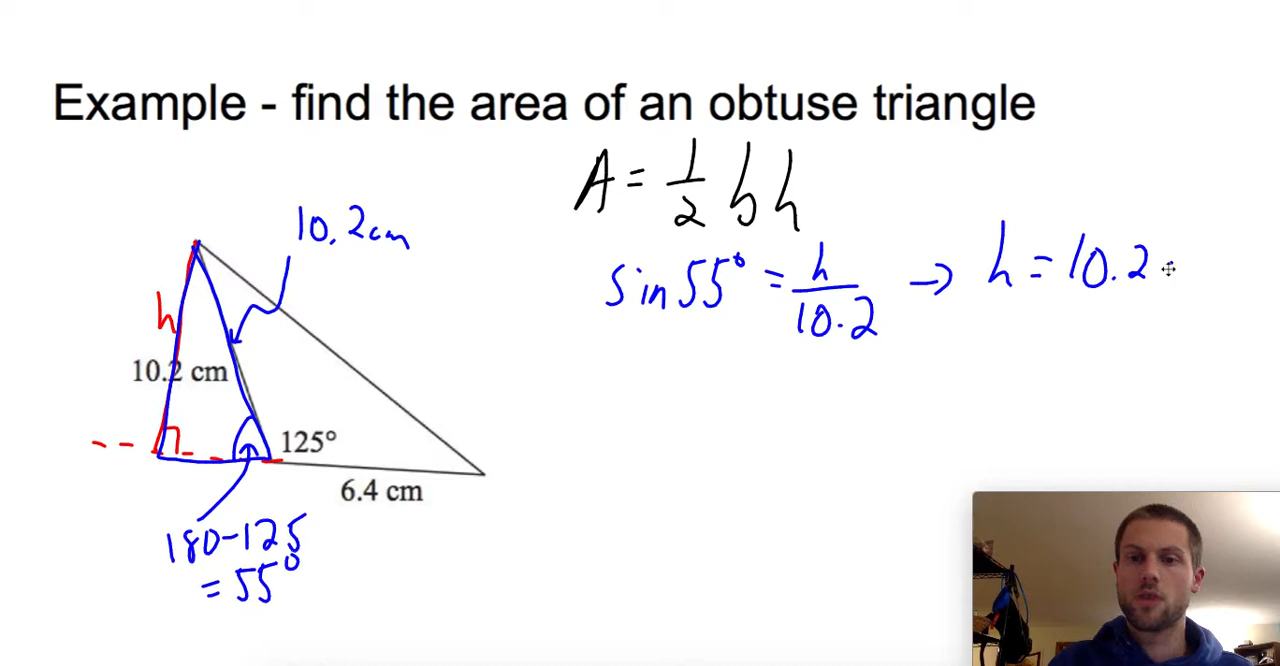 Example - find the area of an obtuse triangle
A = 1/2 b h
10.2cm
sin 55° = h/10.2 → h = 10.2
h
10.2 cm
125°
6.4 cm
180-125
= 55°